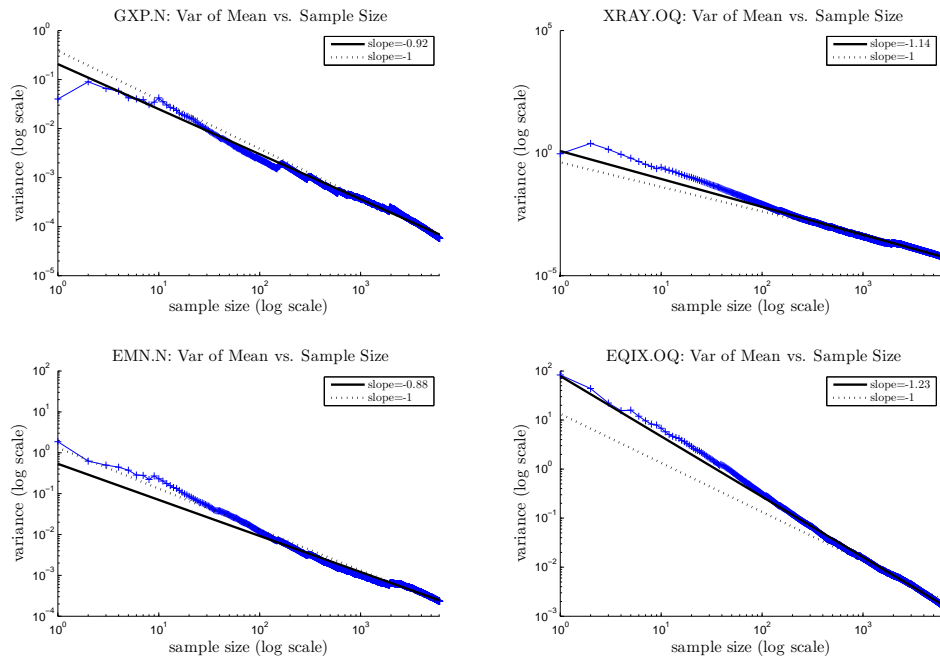 GXP.N: Var of Mean vs. Sample Size
slope=-0.92
slope=-1
variance (log scale)
10^0
10^-1
10^-2
10^-3
10^-4
10^-5
10^0 10^1 10^2 10^3
sample size (log scale)
XRAY.OQ: Var of Mean vs. Sample Size
slope=-1.14
slope=-1
variance (log scale)
10^5
10^0
10^-5
10^0 10^1 10^2 10^3
sample size (log scale)
EMN.N: Var of Mean vs. Sample Size
slope=-0.88
slope=-1
variance (log scale)
10^2
10^1
10^0
10^-1
10^-2
10^-3
10^-4
10^0 10^1 10^2 10^3
sample size (log scale)
EQIX.OQ: Var of Mean vs. Sample Size
slope=-1.23
slope=-1
variance (log scale)
10^2
10^1
10^0
10^-1
10^-2
10^-3
10^0 10^1 10^2 10^3
sample size (log scale)